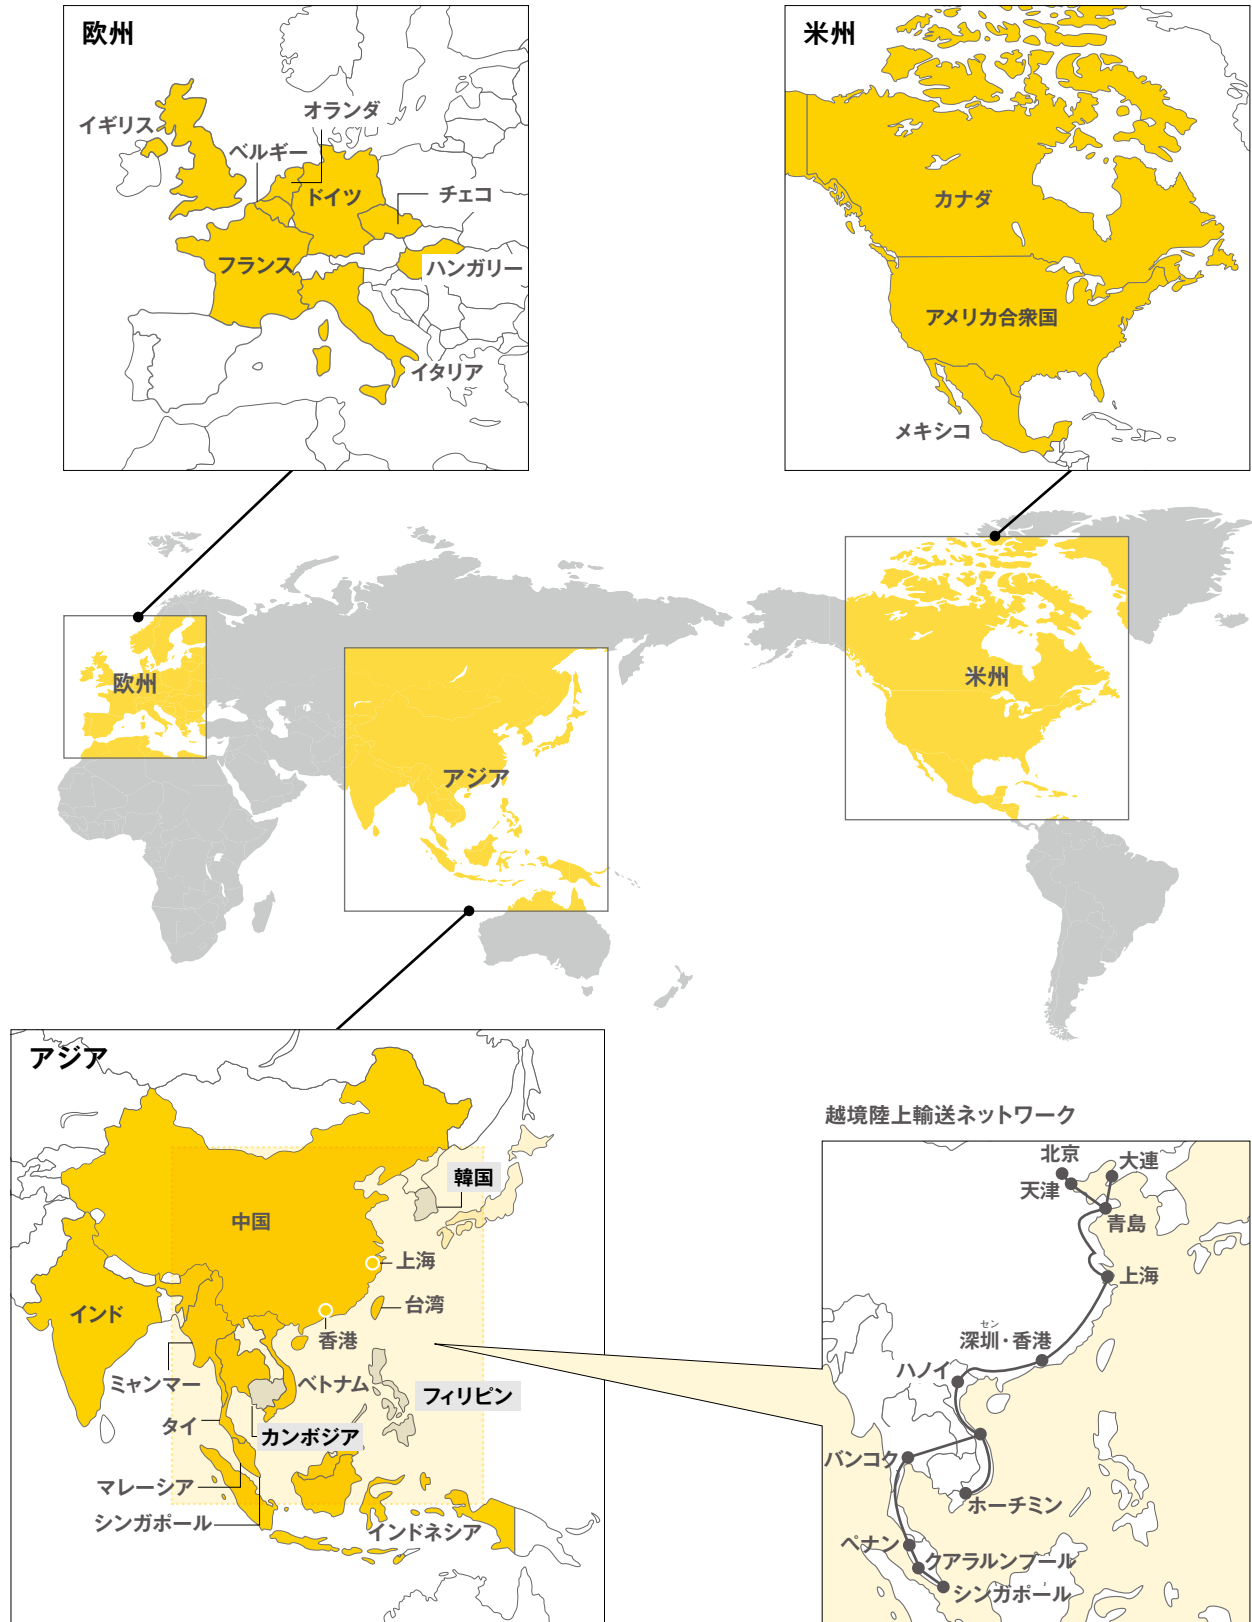 欧州
オランダ
イギリス
ベルギー
ドイツ
チェコ
フランス
ハンガリー
イタリア
米州
カナダ
アメリカ合衆国
メキシコ
欧州
アジア
米州
アジア
韓国
中国
上海
インド
台湾
香港
ミャンマー
ベトナム
フィリピン
タイ
カンボジア
マレーシア
シンガポール
インドネシア
越境陸上輸送ネットワーク
北京
大連
天津
青島
上海
セン
深圳・香港
ハノイ
バンコク
ホーチミン
ペナン
クアラルンプール
シンガポール